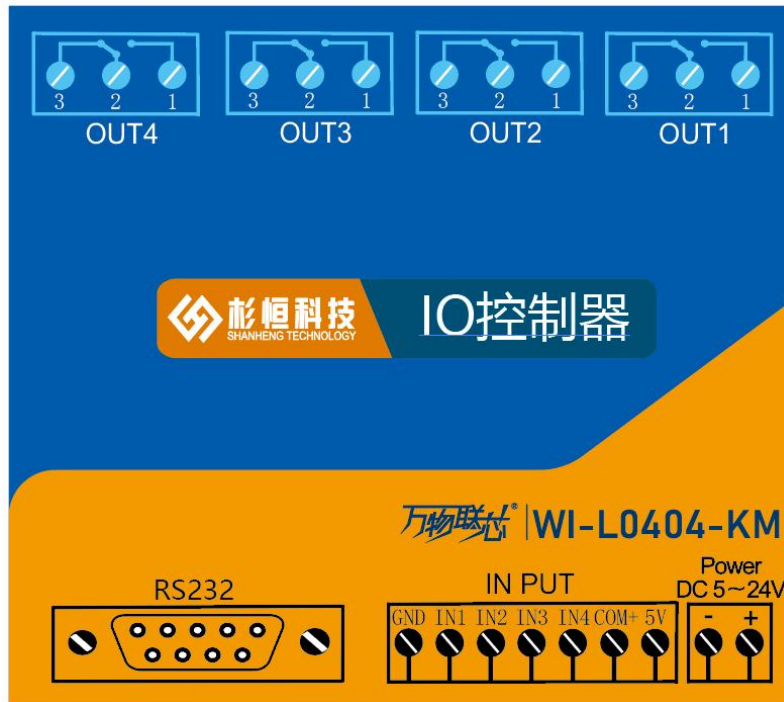 3 2 1
3 2 1
3 2 1
3 2 1
OUT4
OUT3
OUT2
OUT1
杉恒科技
SHANHENG TECHNOLOGY
IO控制器
万物联芯® WI-L0404-KM
RS232
IN PUT
Power
DC 5~24V
GND IN1 IN2 IN3 IN4 COM+ 5V
- +